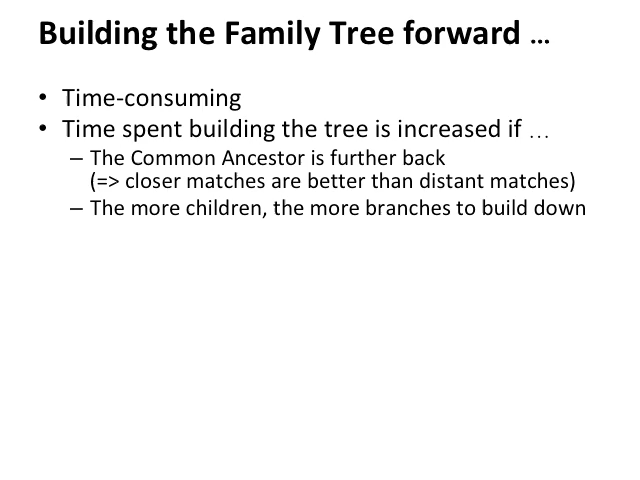 Building the Family Tree forward …
• Time-consuming
• Time spent building the tree is increased if …
– The Common Ancestor is further back
(=> closer matches are better than distant matches)
– The more children, the more branches to build down